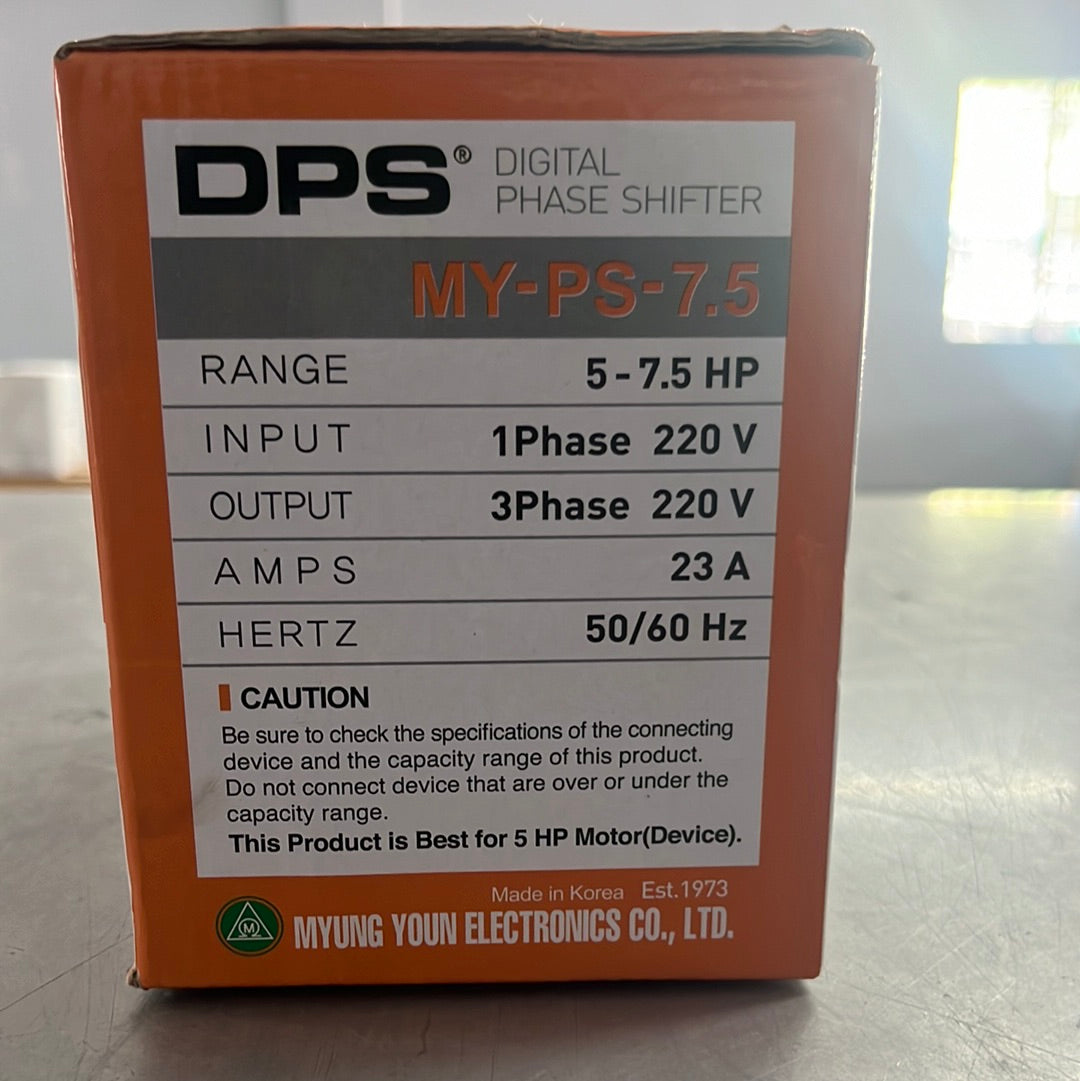 DPS® DIGITAL
PHASE SHIFTER
MY-PS-7.5
RANGE 5-7.5 HP
INPUT 1Phase 220 V
OUTPUT 3Phase 220 V
AMPS 23 A
HERTZ 50/60 Hz
CAUTION
Be sure to check the specifications of the connecting
device and the capacity range of this product.
Do not connect device that are over or under the
capacity range.
This Product is Best for 5 HP Motor(Device).
Made in Korea Est.1973
M MYUNG YOUN ELECTRONICS CO., LTD.